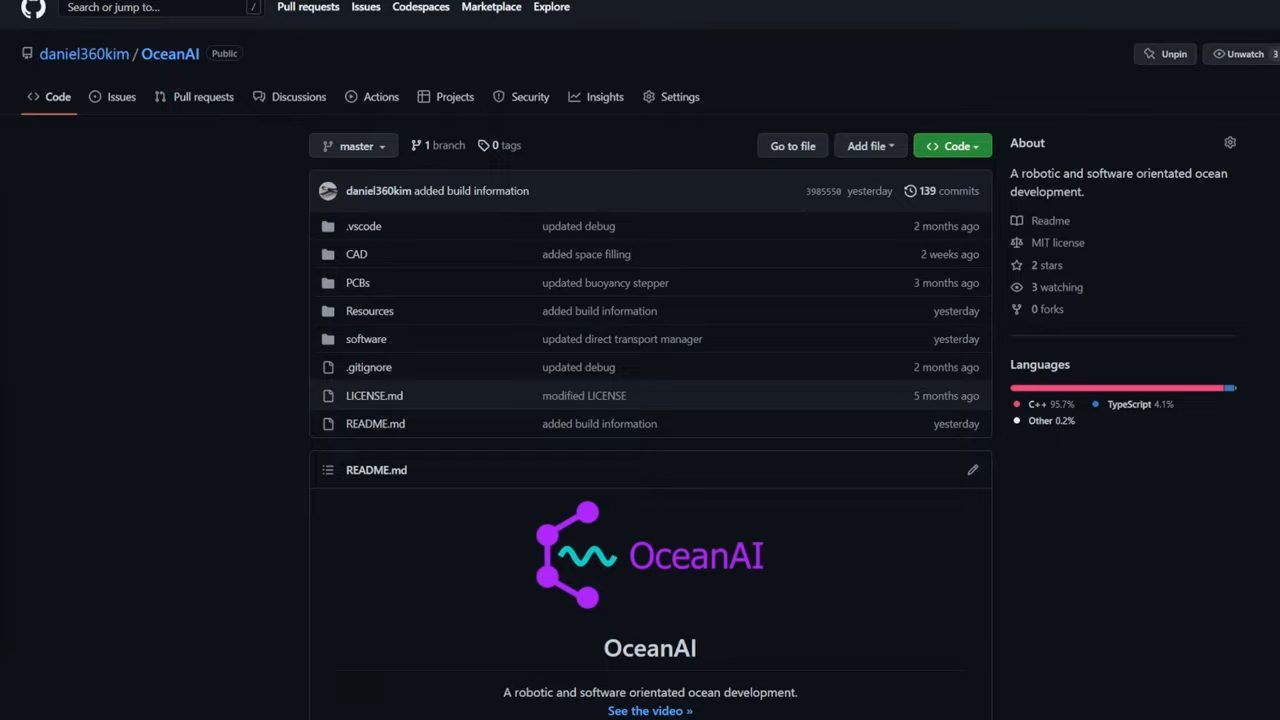 Search or jump to... / Pull requests Issues Codespaces Marketplace Explore
daniel360kim / OceanAI Public Unpin Unwatch 3
<> Code Issues Pull requests Discussions Actions Projects Security Insights Settings
master 1 branch 0 tags Go to file Add file <> Code
daniel360kim added build information 3985550 yesterday 139 commits
.vscode updated debug 2 months ago
CAD added space filling 2 weeks ago
PCBs updated buoyancy stepper 3 months ago
Resources added build information yesterday
software updated direct transport manager yesterday
.gitignore updated debug 2 months ago
LICENSE.md modified LICENSE 5 months ago
README.md added build information yesterday
README.md
OceanAI
OceanAI
A robotic and software orientated ocean development.
See the video »
About
A robotic and software orientated ocean
development.
Readme
MIT license
2 stars
3 watching
0 forks
Languages
C++ 95.7% TypeScript 4.1%
Other 0.2%